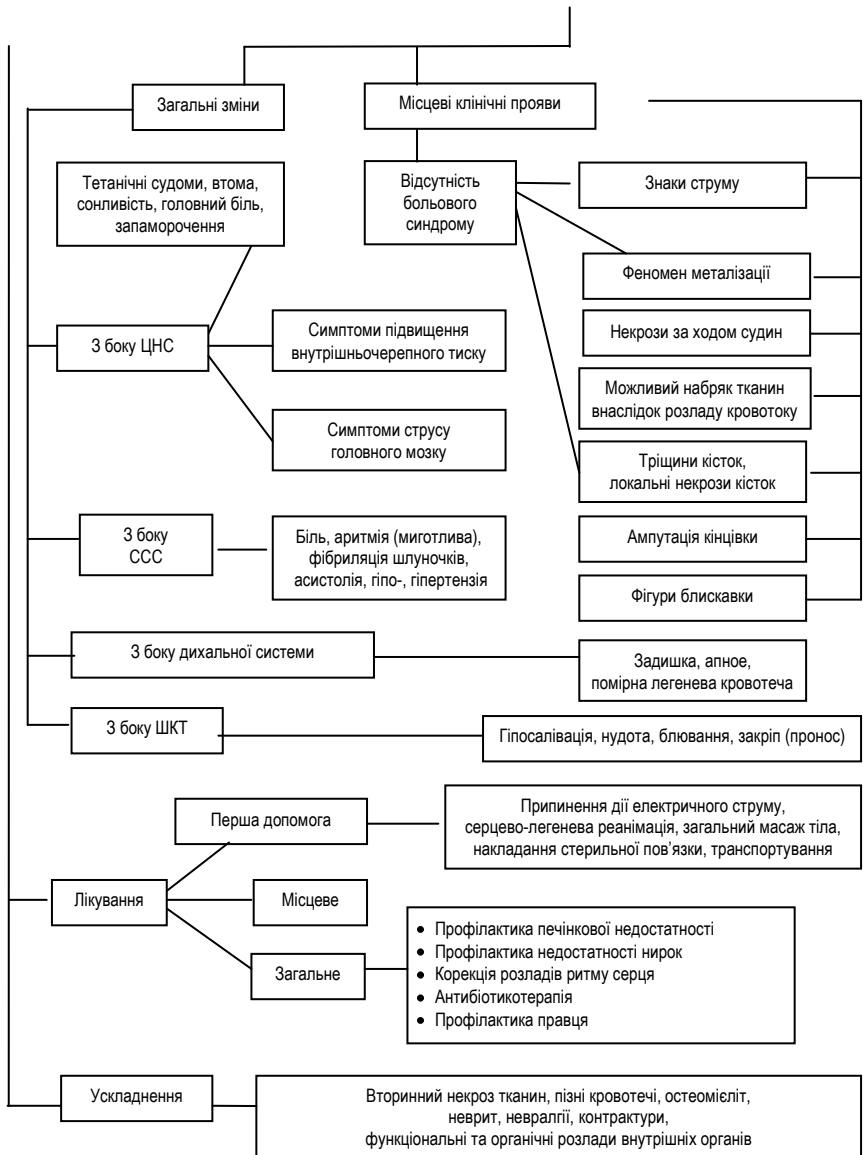 Загальні зміни
Місцеві клінічні прояви
Тетанічні судоми, втома,
сонливість, головний біль,
запаморочення
Відсутність
больового
синдрому
Знаки струму
Феномен металізації
З боку ЦНС
Симптоми підвищення
внутрішньочерепного тиску
Некрози за ходом судин
Можливий набряк тканин
внаслідок розладу кровотоку
Симптоми струсу
головного мозку
Тріщини кісток,
локальні некрози кісток
З боку
ССС
Біль, аритмія (миготлива),
фібриляція шлуночків,
асистолія, гіпо-, гіпертензія
Ампутація кінцівки
Фігури блискавки
З боку дихальної системи
Задишка, апное,
помірна легенева кровотеча
З боку ШКТ
Гіпосалівація, нудота, блювання, закріп (пронос)
Перша допомога
Припинення дії електричного струму,
серцево-легенева реанімація, загальний масаж тіла,
накладання стерильної пов’язки, транспортування
Лікування
Місцеве
Загальне
• Профілактика печінкової недостатності
• Профілактика недостатності нирок
• Корекція розладів ритму серця
• Антибіотикотерапія
• Профілактика правця
Ускладнення
Вторинний некроз тканин, пізні кровотечі, остеомієліт,
неврит, невралгії, контрактури,
функціональні та органічні розлади внутрішніх органів